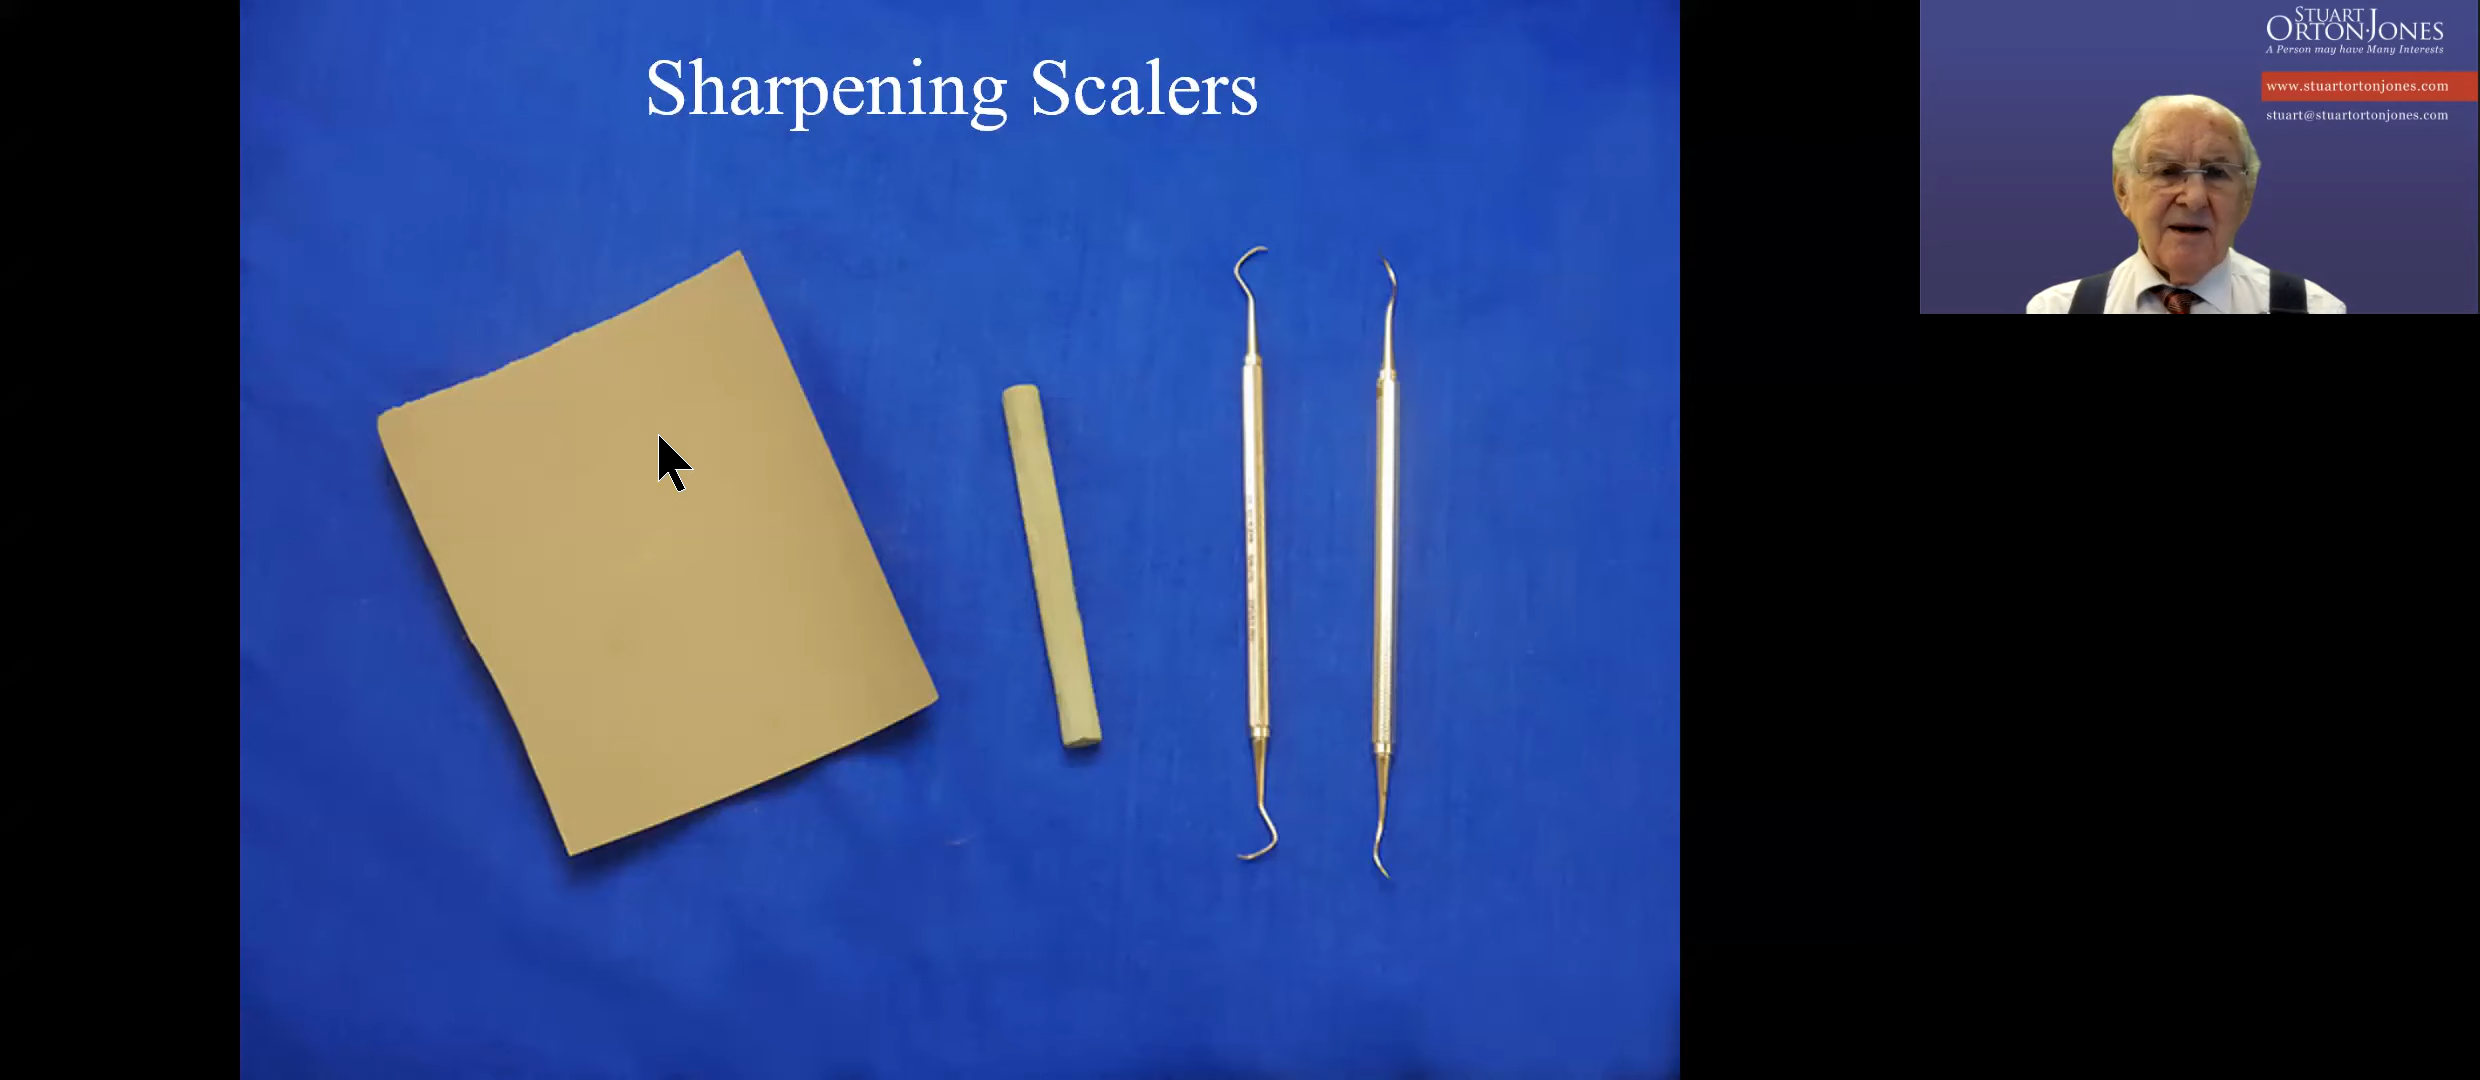 Sharpening Scalers
STUART
ORTON-JONES
A Person may have Many Interests
www.stuartortonjones.com
stuart@stuartortonjones.com